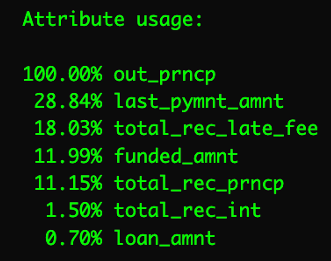 Attribute usage:
100.00% out_prncp
28.84% last_pymnt_amnt
18.03% total_rec_late_fee
11.99% funded_amnt
11.15% total_rec_prncp
1.50% total_rec_int
0.70% loan_amnt